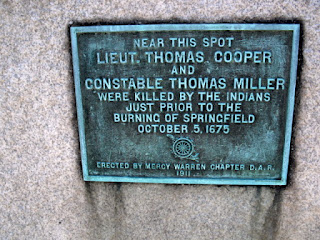 NEAR THIS SPOT
LIEUT. THOMAS COOPER
AND
CONSTABLE THOMAS MILLER
WERE KILLED BY THE INDIANS
JUST PRIOR TO THE
BURNING OF SPRINGFIELD
OCTOBER 5, 1675
ERECTED BY MERCY WARREN CHAPTER D.A.R.
1911